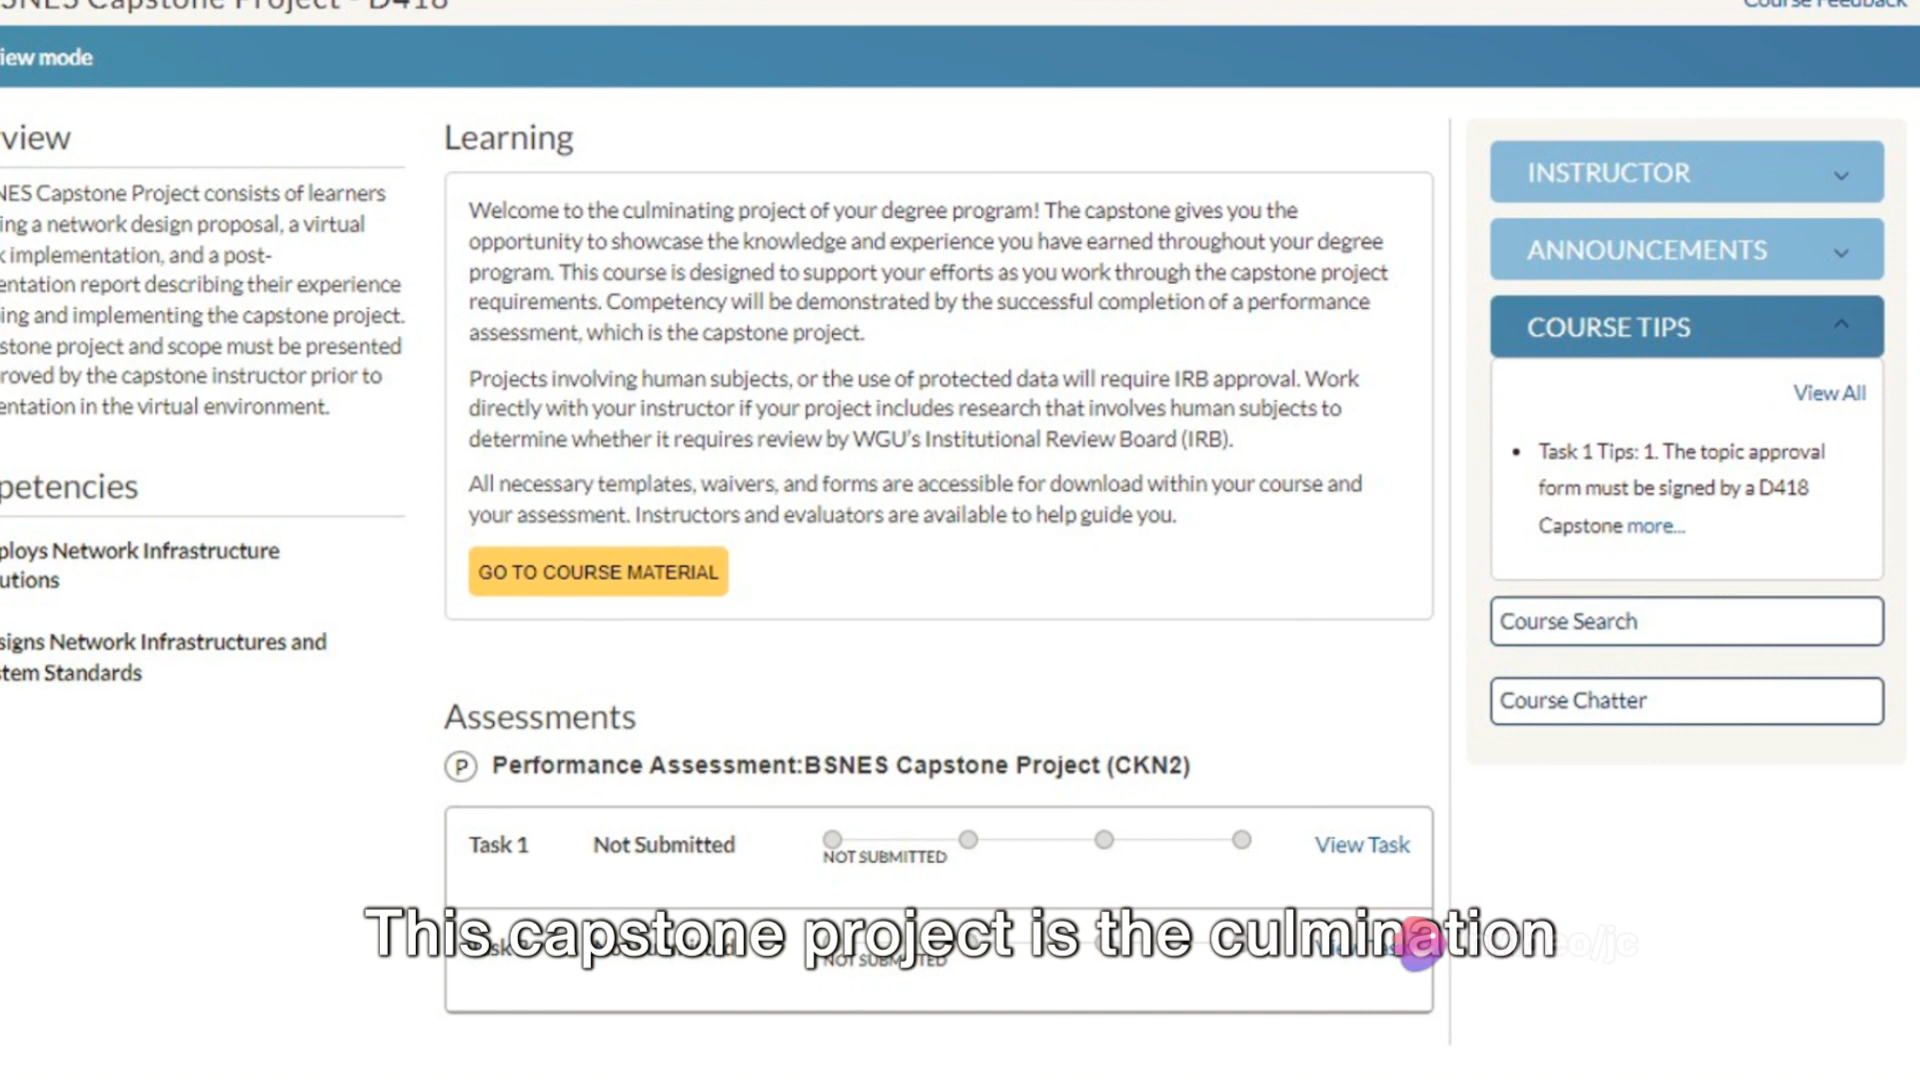 SNES Capstone Project - D418
Course Feedback
iew mode
view
NES Capstone Project consists of learners
ing a network design proposal, a virtual
k implementation, and a post-
entation report describing their experience
ing and implementing the capstone project.
stone project and scope must be presented
roved by the capstone instructor prior to
entation in the virtual environment.
petencies
ploys Network Infrastructure
utions
signs Network Infrastructures and
stem Standards
Learning
Welcome to the culminating project of your degree program! The capstone gives you the
opportunity to showcase the knowledge and experience you have earned throughout your degree
program. This course is designed to support your efforts as you work through the capstone project
requirements. Competency will be demonstrated by the successful completion of a performance
assessment, which is the capstone project.
Projects involving human subjects, or the use of protected data will require IRB approval. Work
directly with your instructor if your project includes research that involves human subjects to
determine whether it requires review by WGU's Institutional Review Board (IRB).
All necessary templates, waivers, and forms are accessible for download within your course and
your assessment. Instructors and evaluators are available to help guide you.
GO TO COURSE MATERIAL
Assessments
P Performance Assessment:BSNES Capstone Project (CKN2)
Task 1 Not Submitted NOT SUBMITTED View Task
This capstone project is the culmination
NOT SUBMITTED
INSTRUCTOR
ANNOUNCEMENTS
COURSE TIPS
View All
• Task 1 Tips: 1. The topic approval
form must be signed by a D418
Capstone more...
Course Search
Course Chatter